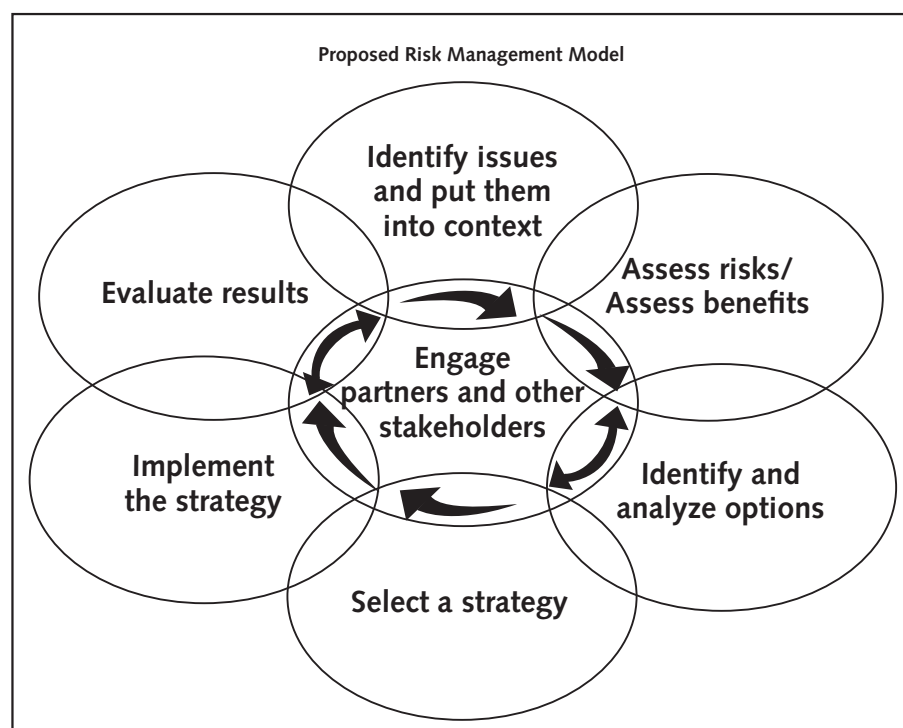 Proposed Risk Management Model
Identify issues
and put them
into context
Assess risks/
Assess benefits
Evaluate results
Engage
partners and other
stakeholders
Identify and
analyze options
Implement
the strategy
Select a strategy